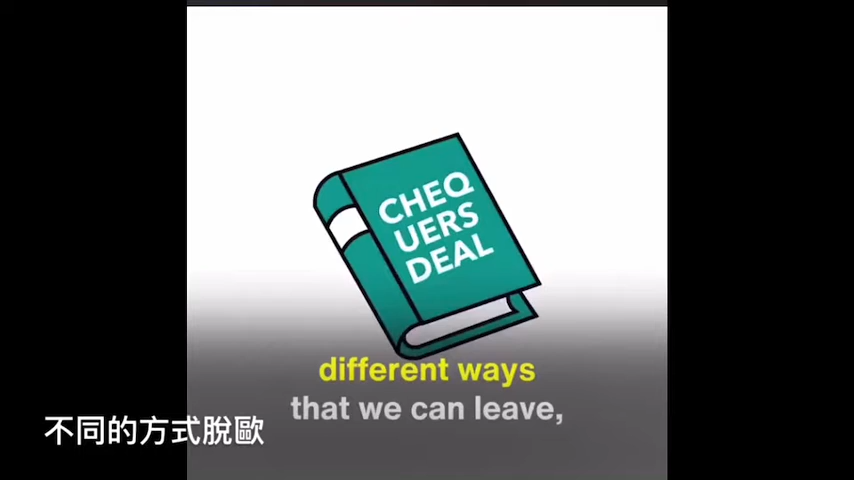 CHEQ
UERS
DEAL
different ways
that we can leave,
不同的方式脫歐